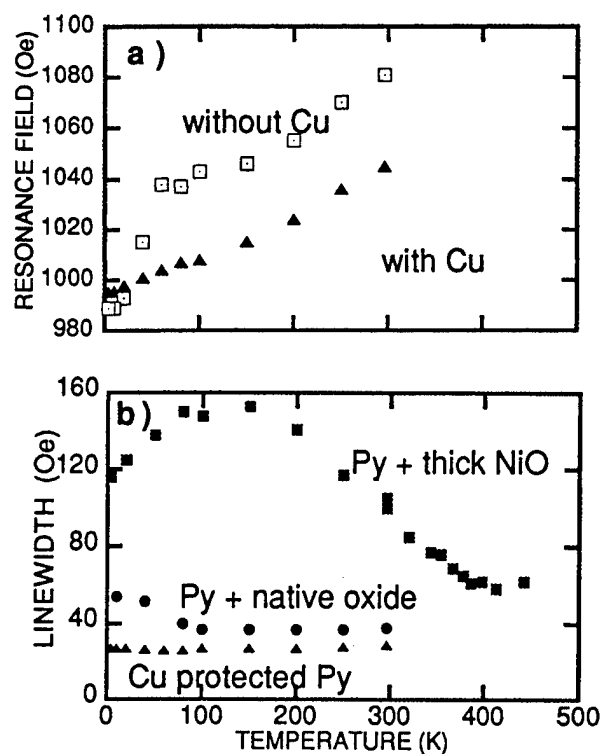 1100
a )
1080
1060
1040
1020
1000
980
RESONANCE FIELD (Oe)
without Cu
with Cu
160
b )
120
80
40
0
LINEWIDTH (Oe)
Py + thick NiO
Py + native oxide
Cu protected Py
0 100 200 300 400 500
TEMPERATURE (K)